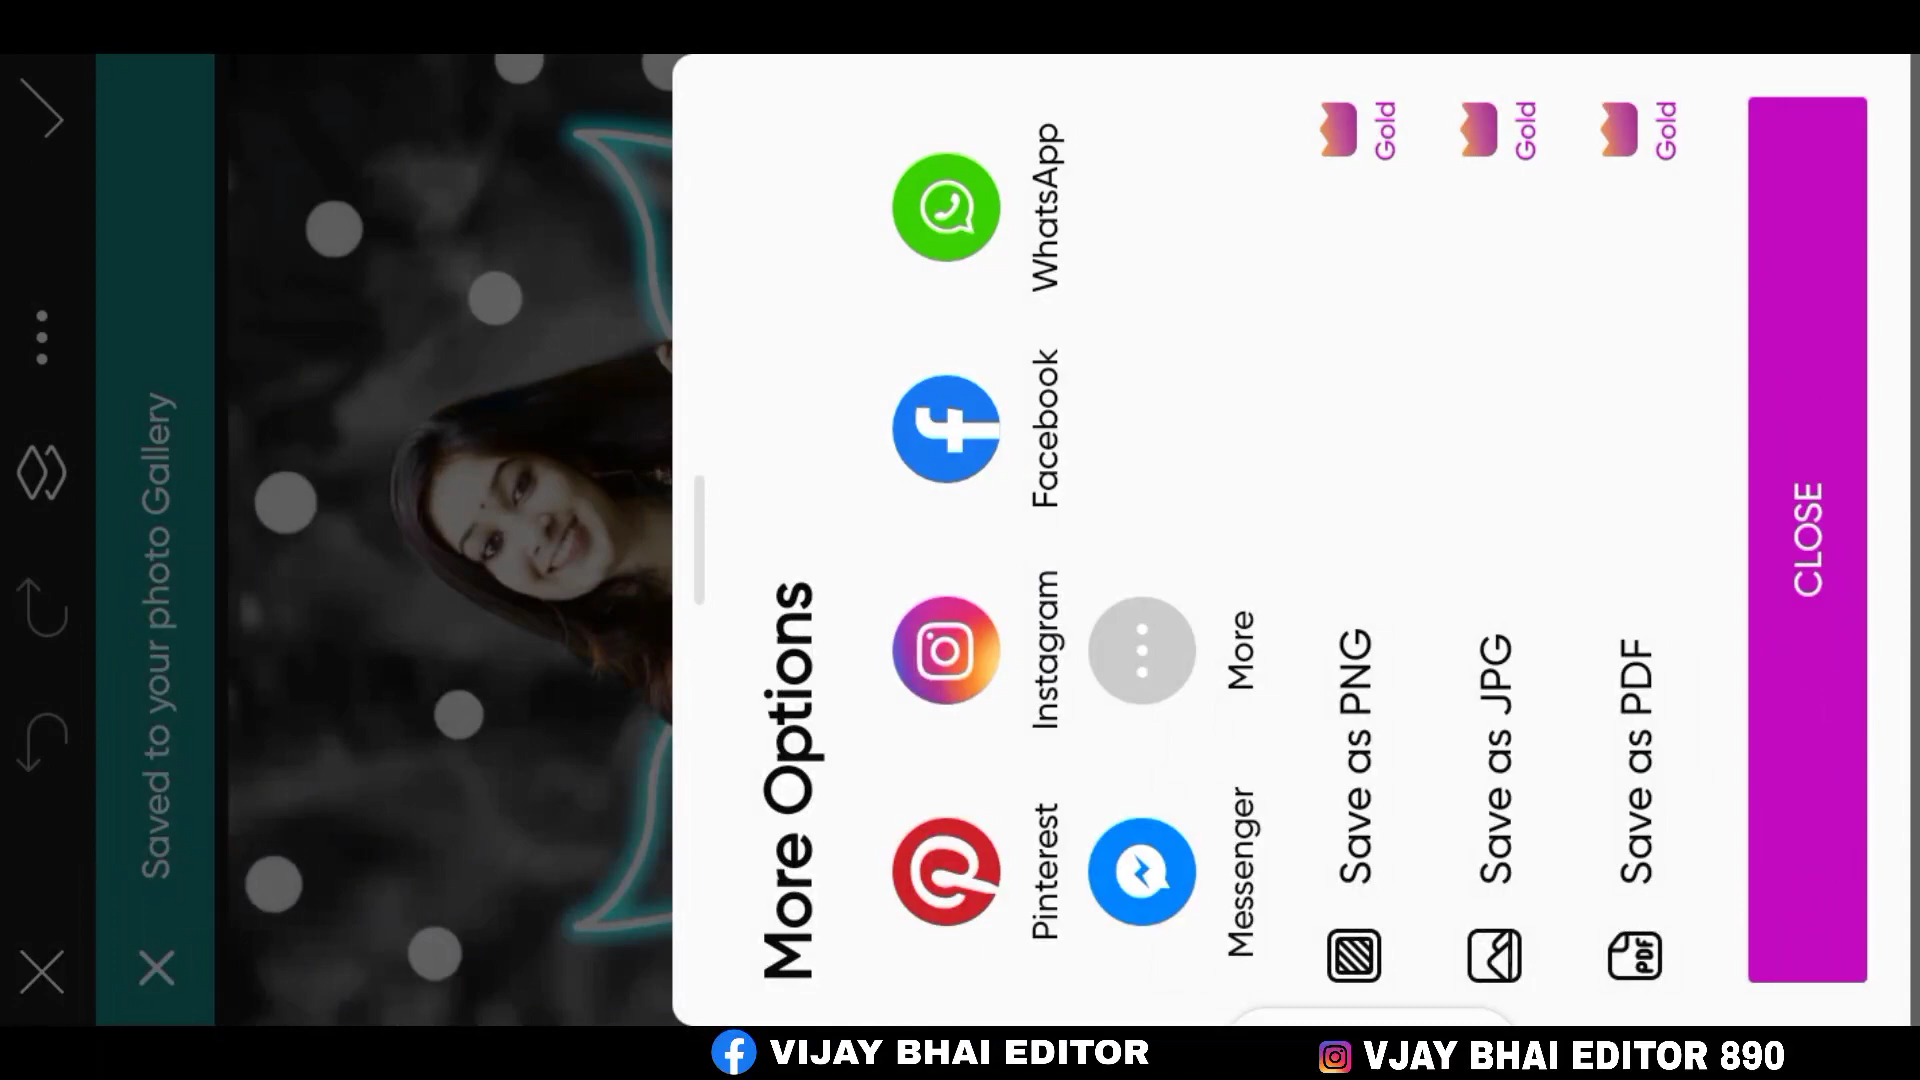 Saved to your photo Gallery
More Options
Pinterest
Instagram
Facebook
WhatsApp
Messenger
More
Save as PNG
Gold
Save as JPG
Gold
PDF
Save as PDF
Gold
CLOSE
VIJAY BHAI EDITOR
VJAY BHAI EDITOR 890